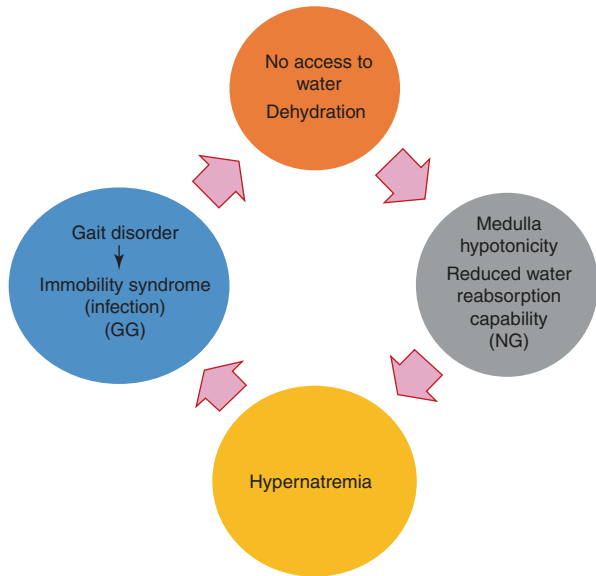 No access to
water
Dehydration
Medulla
hypotonicity
Reduced water
reabsorption
capability
(NG)
Hypernatremia
Gait disorder
Immobility syndrome
(infection)
(GG)